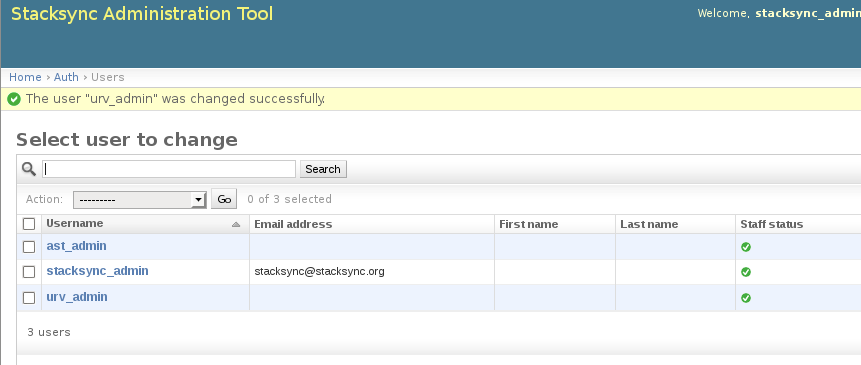 Stacksync Administration Tool
Welcome, stacksync_admin
Home › Auth › Users
The user "urv_admin" was changed successfully.
Select user to change
Search
Action: --------- Go 0 of 3 selected
Username Email address First name Last name Staff status
ast_admin
stacksync_admin stacksync@stacksync.org
urv_admin
3 users